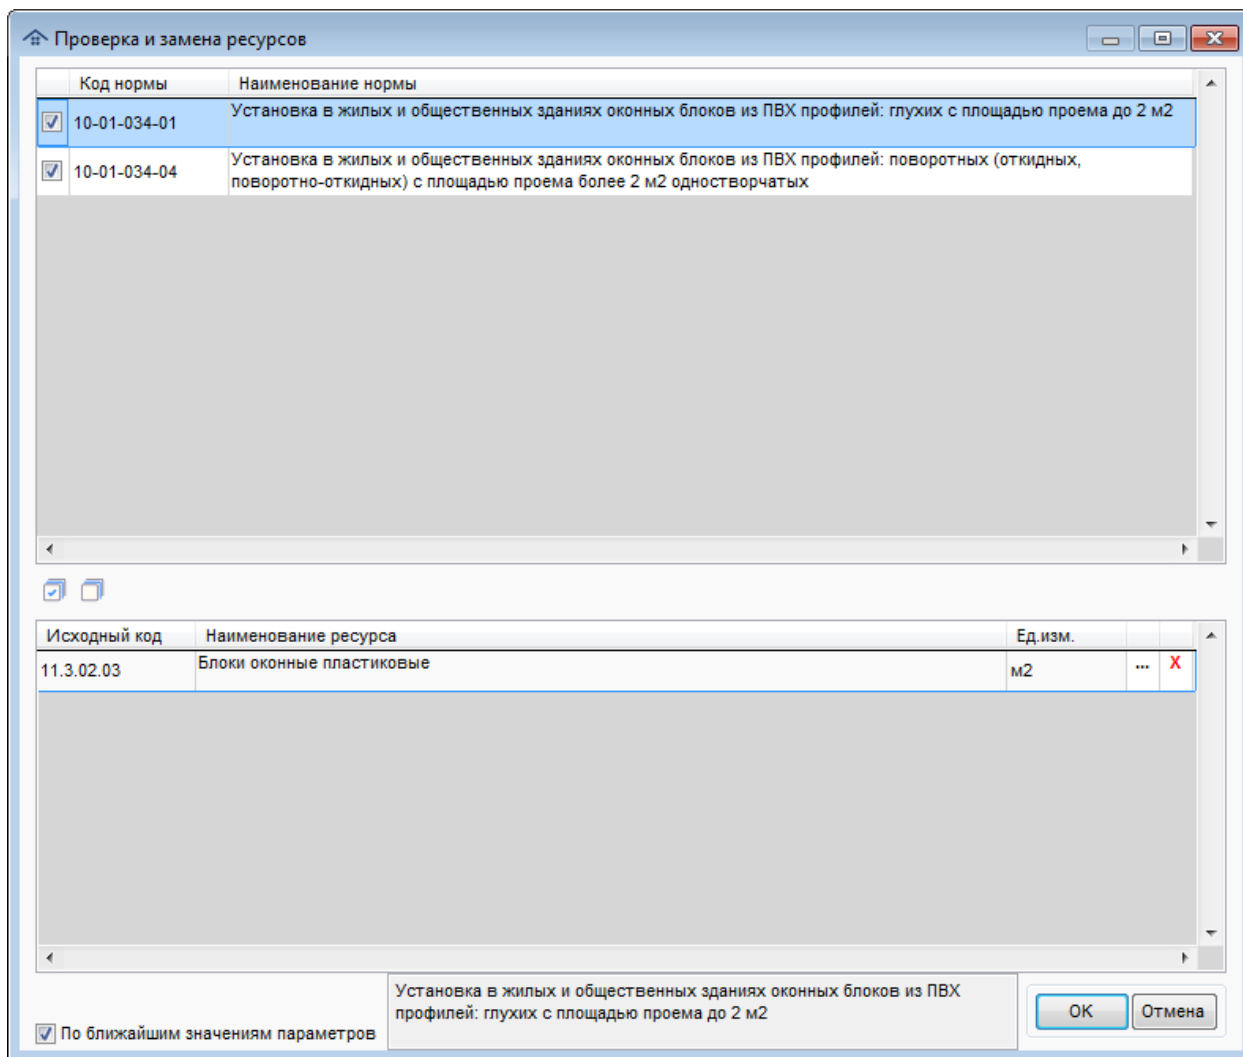 Проверка и замена ресурсов
Код нормы Наименование нормы
10-01-034-01 Установка в жилых и общественных зданиях оконных блоков из ПВХ профилей: глухих с площадью проема до 2 м2
10-01-034-04 Установка в жилых и общественных зданиях оконных блоков из ПВХ профилей: поворотных (откидных,
поворотно-откидных) с площадью проема более 2 м2 одностворчатых
Исходный код Наименование ресурса Ед.изм.
11.3.02.03 Блоки оконные пластиковые м2 ... X
Установка в жилых и общественных зданиях оконных блоков из ПВХ
профилей: глухих с площадью проема до 2 м2
По ближайшим значениям параметров
OK Отмена